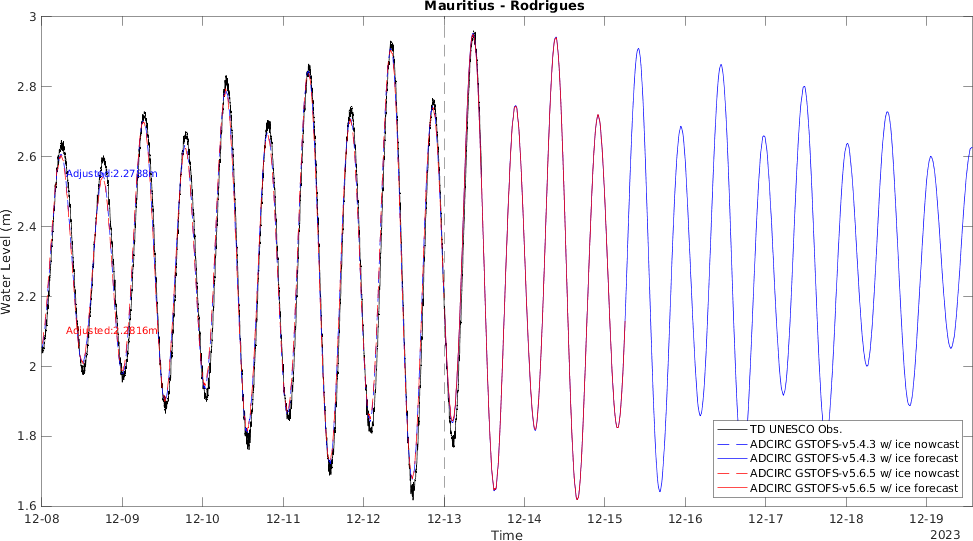 Mauritius - Rodrigues
Water Level (m)
3
2.8
2.6
2.4
2.2
2
1.8
1.6
Adjusted:2.2788m
Adjusted:2.2816m
TD UNESCO Obs.
ADCIRC GSTOFS-v5.4.3 w/ ice nowcast
ADCIRC GSTOFS-v5.4.3 w/ ice forecast
ADCIRC GSTOFS-v5.6.5 w/ ice nowcast
ADCIRC GSTOFS-v5.6.5 w/ ice forecast
12-08 12-09 12-10 12-11 12-12 12-13 12-14 12-15 12-16 12-17 12-18 12-19
2023
Time